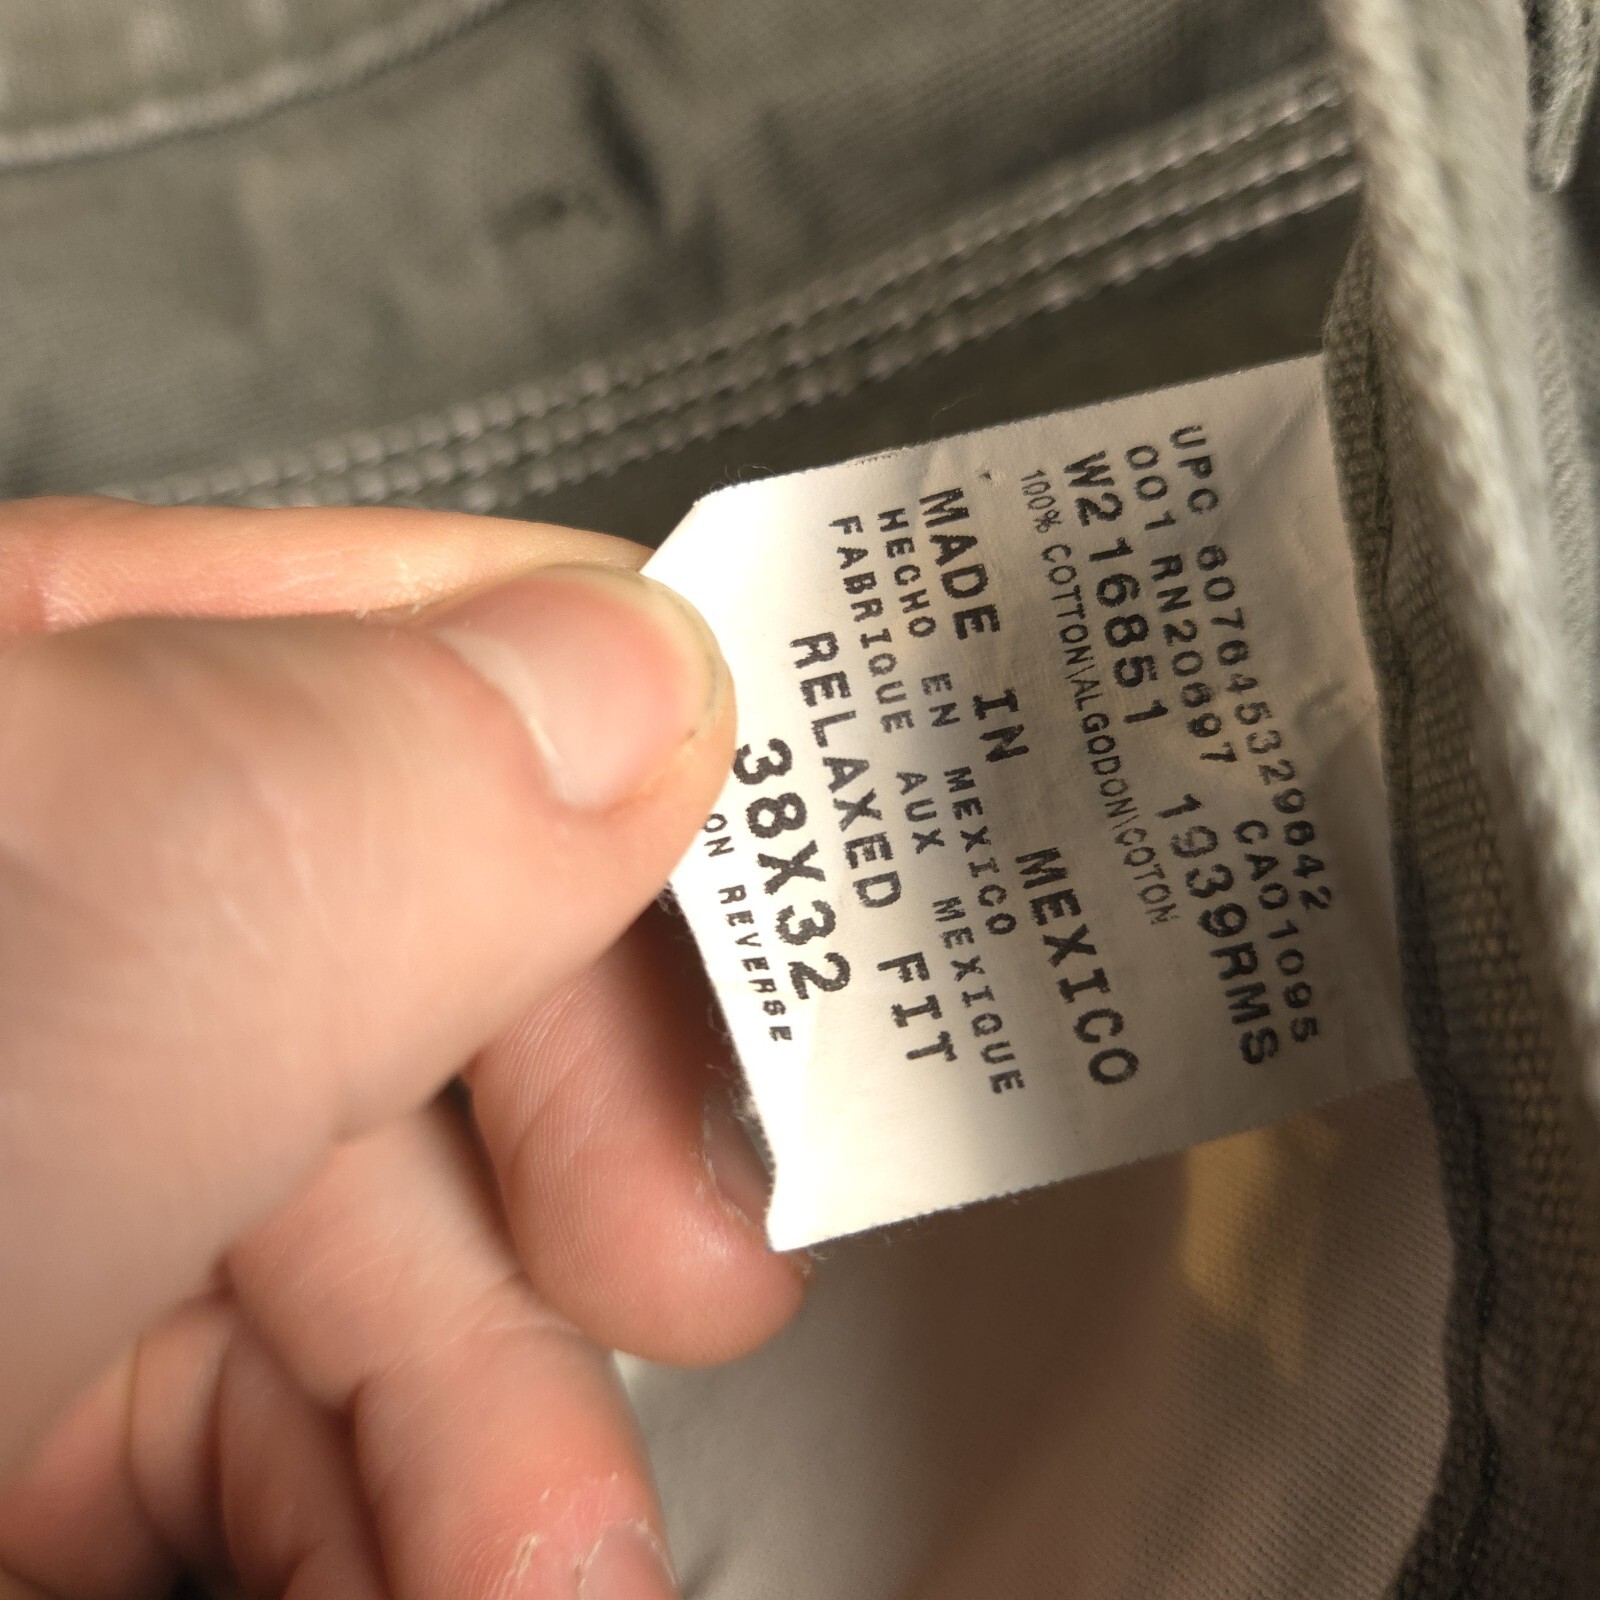 UPC 607645329642
001 RN20697 CA01095
W216851 1939RMS
100% COTTON\ALGODON\COTON
MADE IN MEXICO
HECHO EN MEXICO
FABRIQUE AUX MEXIQUE
RELAXED FIT
38X32
ON REVERSE